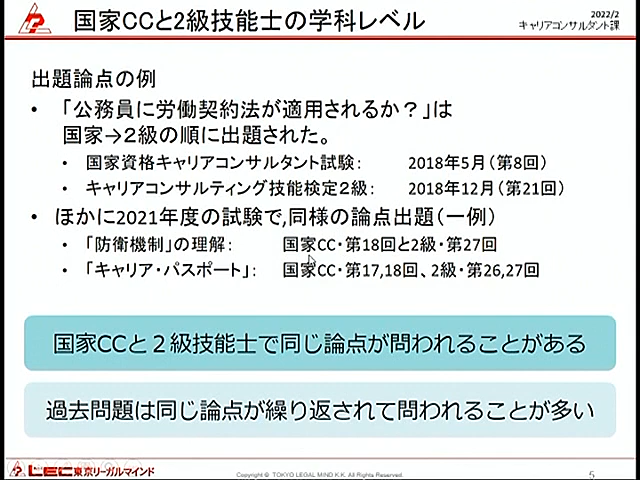 国家CCと2級技能士の学科レベル
2022/2
キャリアコンサルタント課
出題論点の例
• 「公務員に労働契約法が適用されるか？」は
国家→２級の順に出題された。
• 国家資格キャリアコンサルタント試験： 2018年5月（第8回）
• キャリアコンサルティング技能検定2級： 2018年12月（第21回）
• ほかに2021年度の試験で,同様の論点出題（一例）
• 「防衛機制」の理解： 国家CC・第18回と2級・第27回
• 「キャリア・パスポート」： 国家CC・第17,18回、2級・第26,27回
国家CCと２級技能士で同じ論点が問われることがある
過去問題は同じ論点が繰り返されて問われることが多い
LEC東京リーガルマインド
Copyright © TOKYO LEGAL MIND K.K. All Rights Reserved.
5